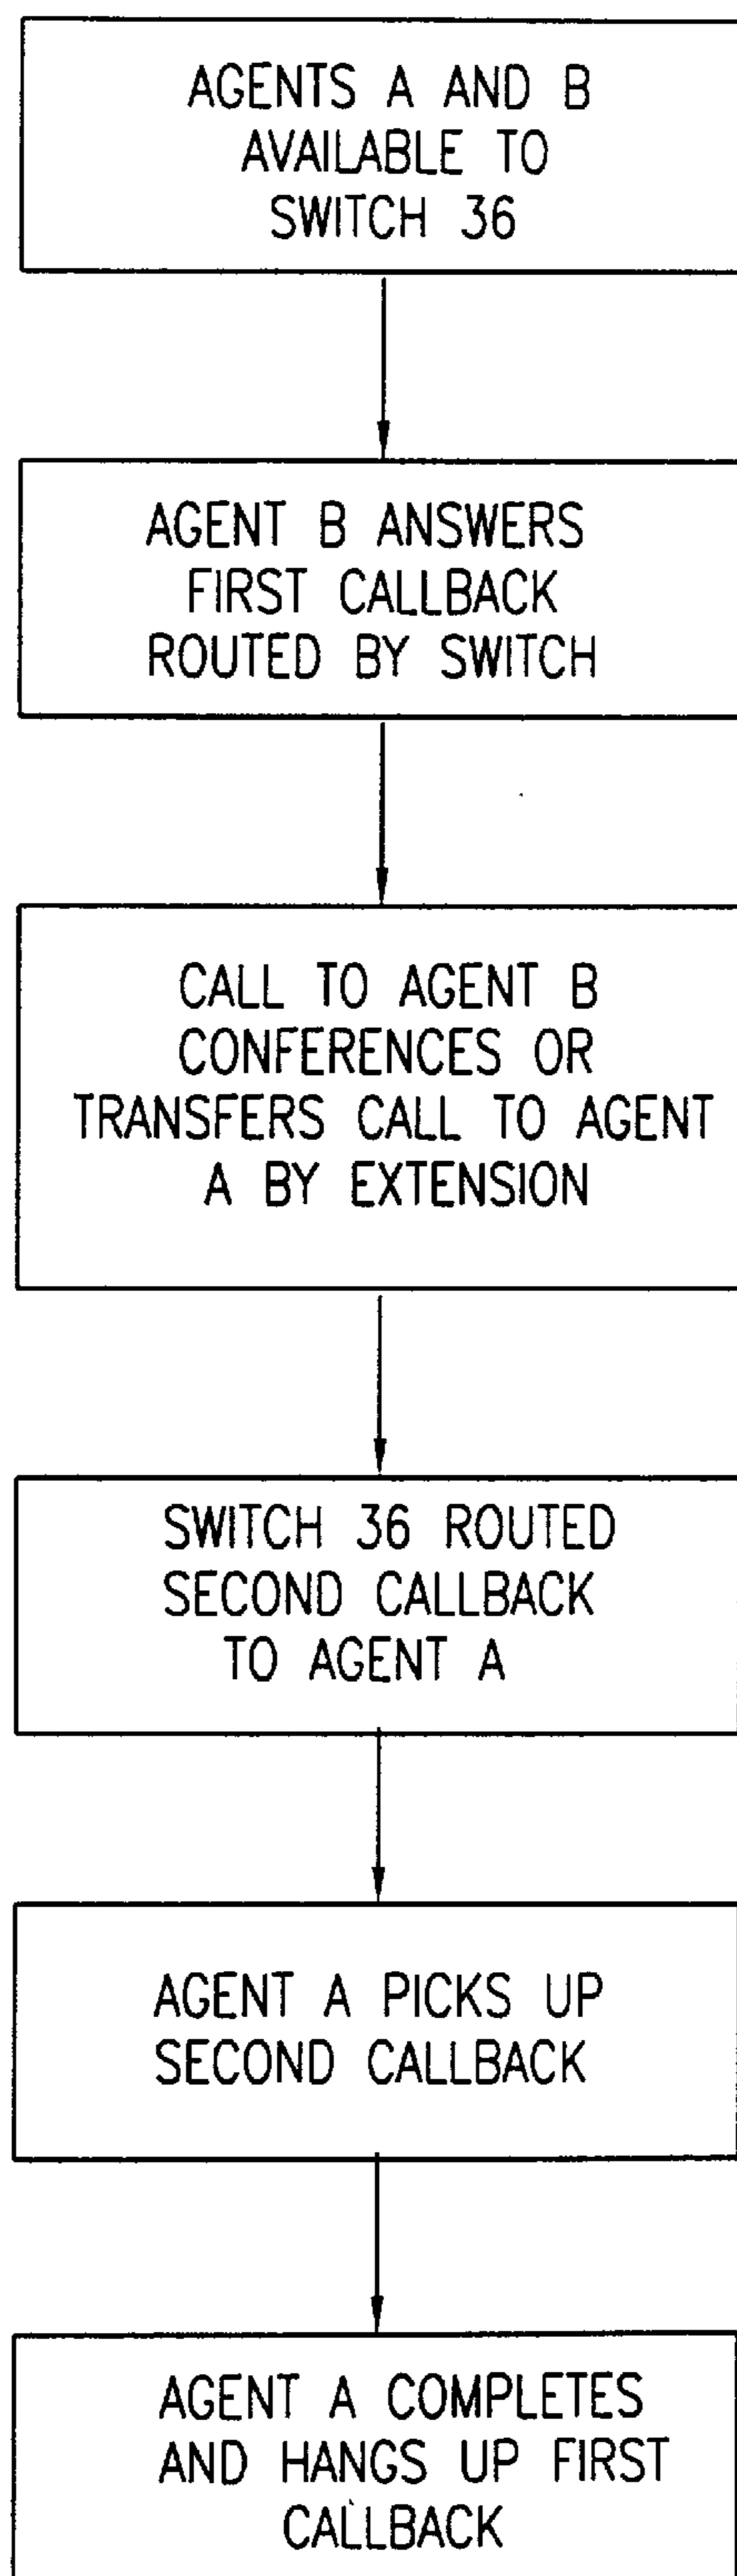 AGENTS A AND B
AVAILABLE TO
SWITCH 36
AGENT B ANSWERS
FIRST CALLBACK
ROUTED BY SWITCH
CALL TO AGENT B
CONFERENCES OR
TRANSFERS CALL TO AGENT
A BY EXTENSION
SWITCH 36 ROUTED
SECOND CALLBACK
TO AGENT A
AGENT A PICKS UP
SECOND CALLBACK
AGENT A COMPLETES
AND HANGS UP FIRST
CALLBACK